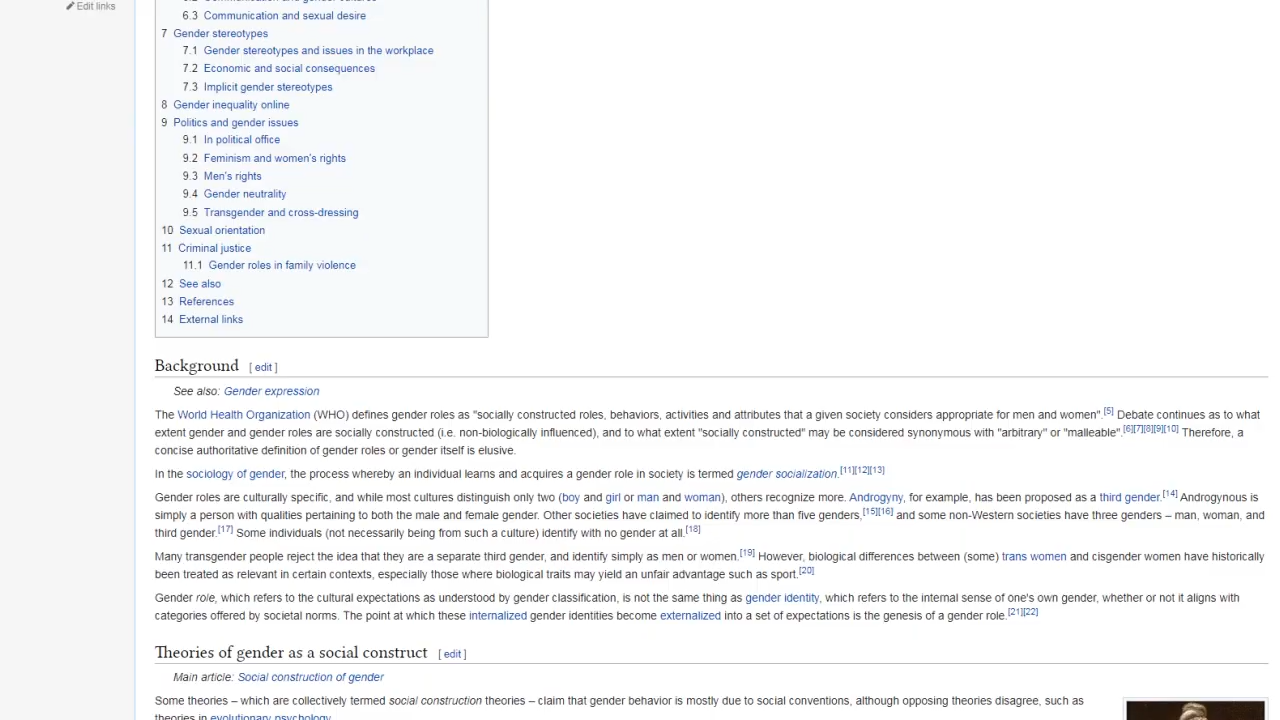 Edit links
6.3 Communication and sexual desire
7 Gender stereotypes
7.1 Gender stereotypes and issues in the workplace
7.2 Economic and social consequences
7.3 Implicit gender stereotypes
8 Gender inequality online
9 Politics and gender issues
9.1 In political office
9.2 Feminism and women's rights
9.3 Men's rights
9.4 Gender neutrality
9.5 Transgender and cross-dressing
10 Sexual orientation
11 Criminal justice
11.1 Gender roles in family violence
12 See also
13 References
14 External links
Background [ edit ]
See also: Gender expression
The World Health Organization (WHO) defines gender roles as "socially constructed roles, behaviors, activities and attributes that a given society considers appropriate for men and women".[5] Debate continues as to what
extent gender and gender roles are socially constructed (i.e. non-biologically influenced), and to what extent "socially constructed" may be considered synonymous with "arbitrary" or "malleable".[6][7][8][9][10] Therefore, a
concise authoritative definition of gender roles or gender itself is elusive.
In the sociology of gender, the process whereby an individual learns and acquires a gender role in society is termed gender socialization.[11][12][13]
Gender roles are culturally specific, and while most cultures distinguish only two (boy and girl or man and woman), others recognize more. Androgyny, for example, has been proposed as a third gender.[14] Androgynous is
simply a person with qualities pertaining to both the male and female gender. Other societies have claimed to identify more than five genders,[15][16] and some non-Western societies have three genders – man, woman, and
third gender.[17] Some individuals (not necessarily being from such a culture) identify with no gender at all.[18]
Many transgender people reject the idea that they are a separate third gender, and identify simply as men or women.[19] However, biological differences between (some) trans women and cisgender women have historically
been treated as relevant in certain contexts, especially those where biological traits may yield an unfair advantage such as sport.[20]
Gender role, which refers to the cultural expectations as understood by gender classification, is not the same thing as gender identity, which refers to the internal sense of one's own gender, whether or not it aligns with
categories offered by societal norms. The point at which these internalized gender identities become externalized into a set of expectations is the genesis of a gender role.[21][22]
Theories of gender as a social construct [ edit ]
Main article: Social construction of gender
Some theories – which are collectively termed social construction theories – claim that gender behavior is mostly due to social conventions, although opposing theories disagree, such as
theories in evolutionary psychology.